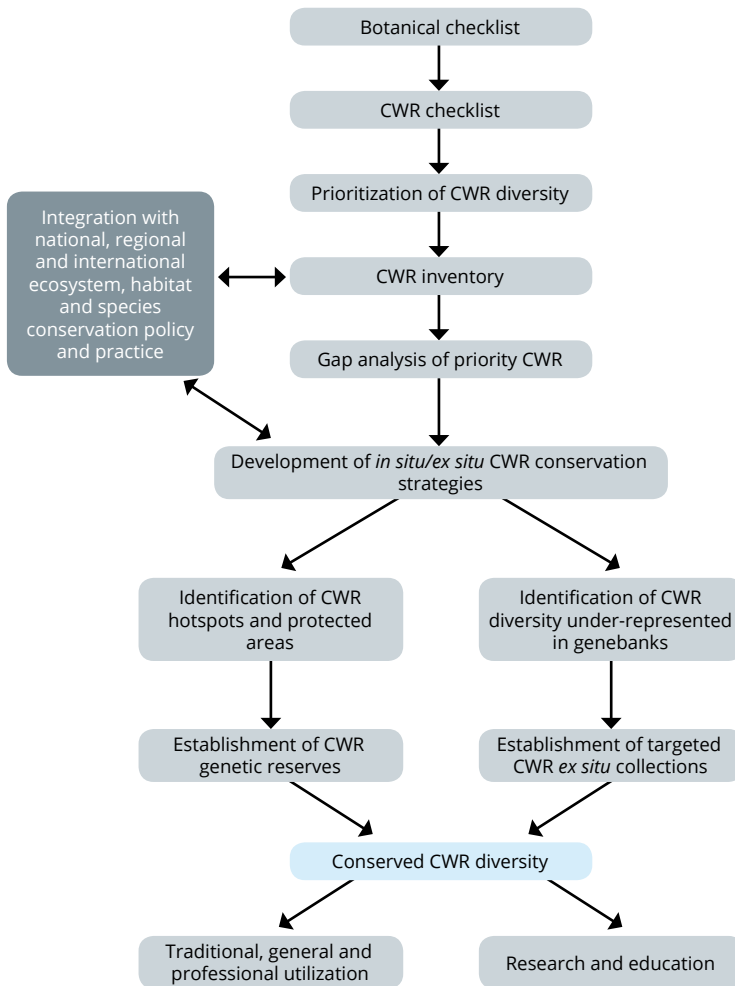 Botanical checklist
CWR checklist
Prioritization of CWR diversity
Integration with
national, regional
and international
ecosystem, habitat
and species
conservation policy
and practice
CWR inventory
Gap analysis of priority CWR
Development of in situ/ex situ CWR conservation
strategies
Identification of CWR
hotspots and protected
areas
Identification of CWR
diversity under-represented
in genebanks
Establishment of CWR
genetic reserves
Establishment of targeted
CWR ex situ collections
Conserved CWR diversity
Traditional, general and
professional utilization
Research and education